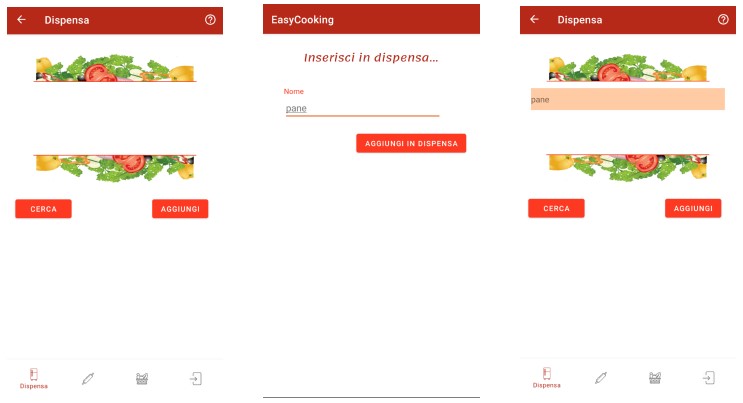 Dispensa
CERCA
AGGIUNGI
Dispensa
EasyCooking
Inserisci in dispensa...
Nome
pane
AGGIUNGI IN DISPENSA
Dispensa
pane
CERCA
AGGIUNGI
Dispensa